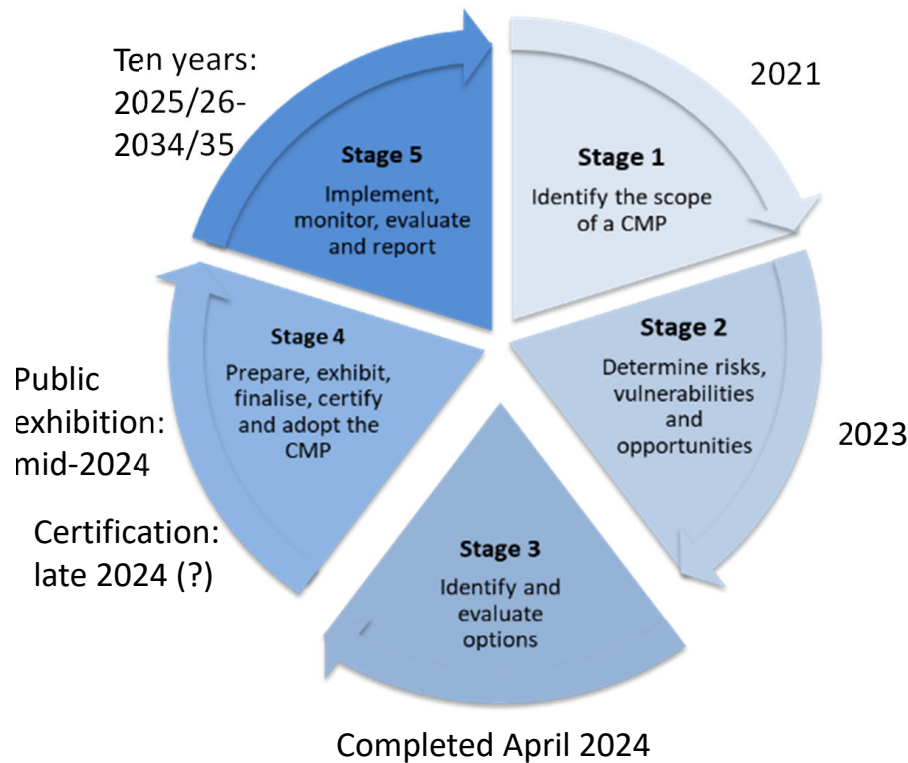 Ten years:
2025/26-
2034/35
2021
Stage 5
Implement,
monitor, evaluate
and report
Stage 1
Identify the scope
of a CMP
Stage 2
Determine risks,
vulnerabilities
and
opportunities
2023
Stage 4
Prepare, exhibit,
finalise, certify
and adopt the
CMP
Public
exhibition:
mid-2024
Certification:
late 2024 (?)
Stage 3
Identify and
evaluate
options
Completed April 2024